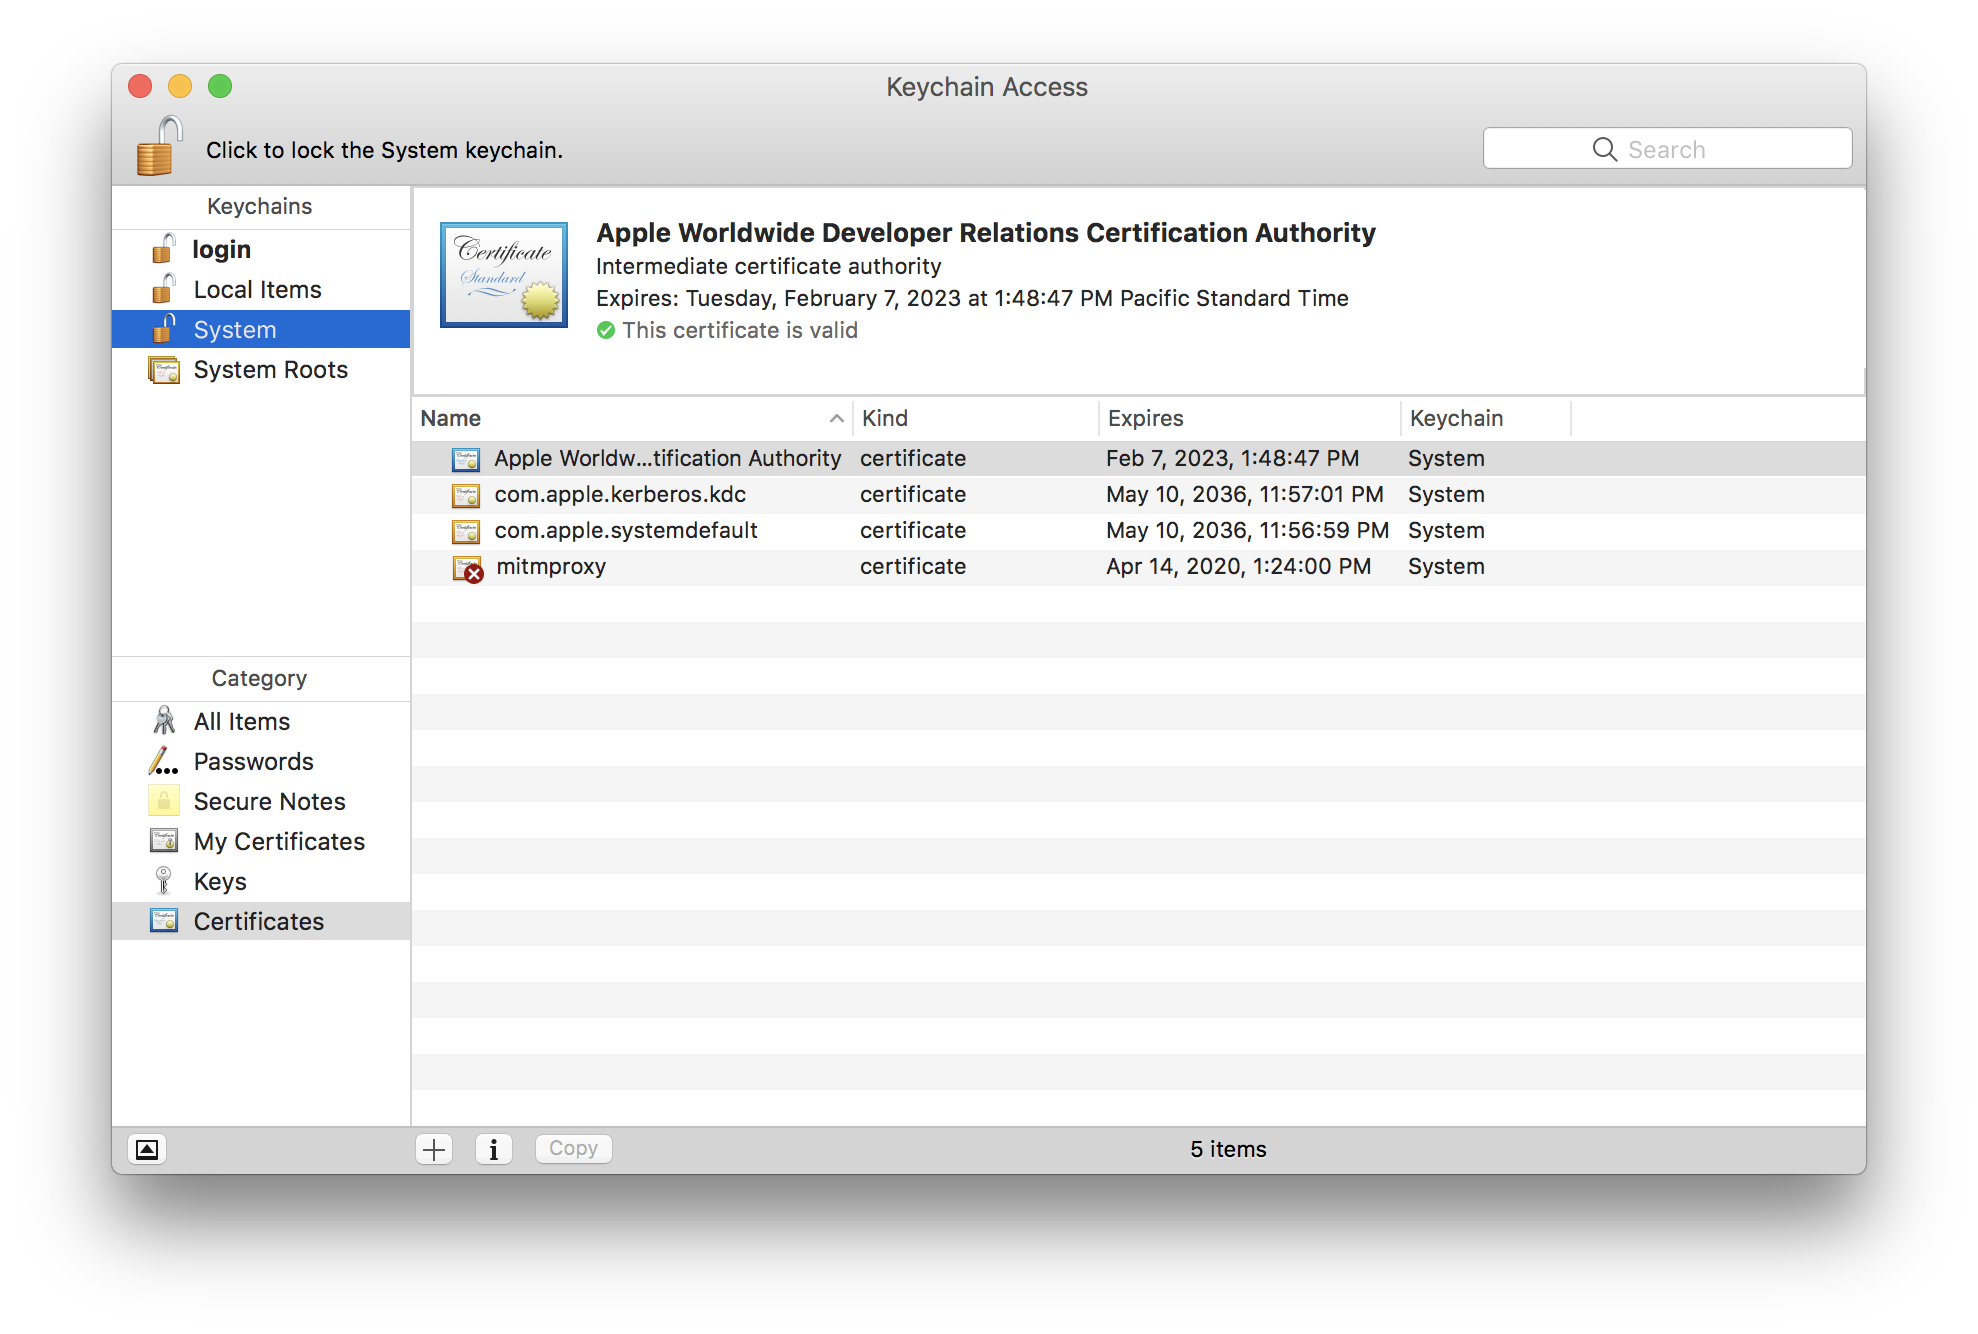 Keychain Access
Click to lock the System keychain.
Search
Keychains
login
Local Items
System
System Roots
Certificate
Standard
Apple Worldwide Developer Relations Certification Authority
Intermediate certificate authority
Expires: Tuesday, February 7, 2023 at 1:48:47 PM Pacific Standard Time
This certificate is valid
Name Kind Expires Keychain
Apple Worldw...tification Authority certificate Feb 7, 2023, 1:48:47 PM System
com.apple.kerberos.kdc certificate May 10, 2036, 11:57:01 PM System
com.apple.systemdefault certificate May 10, 2036, 11:56:59 PM System
mitmproxy certificate Apr 14, 2020, 1:24:00 PM System
Category
All Items
Passwords
Secure Notes
My Certificates
Keys
Certificates
Copy
5 items